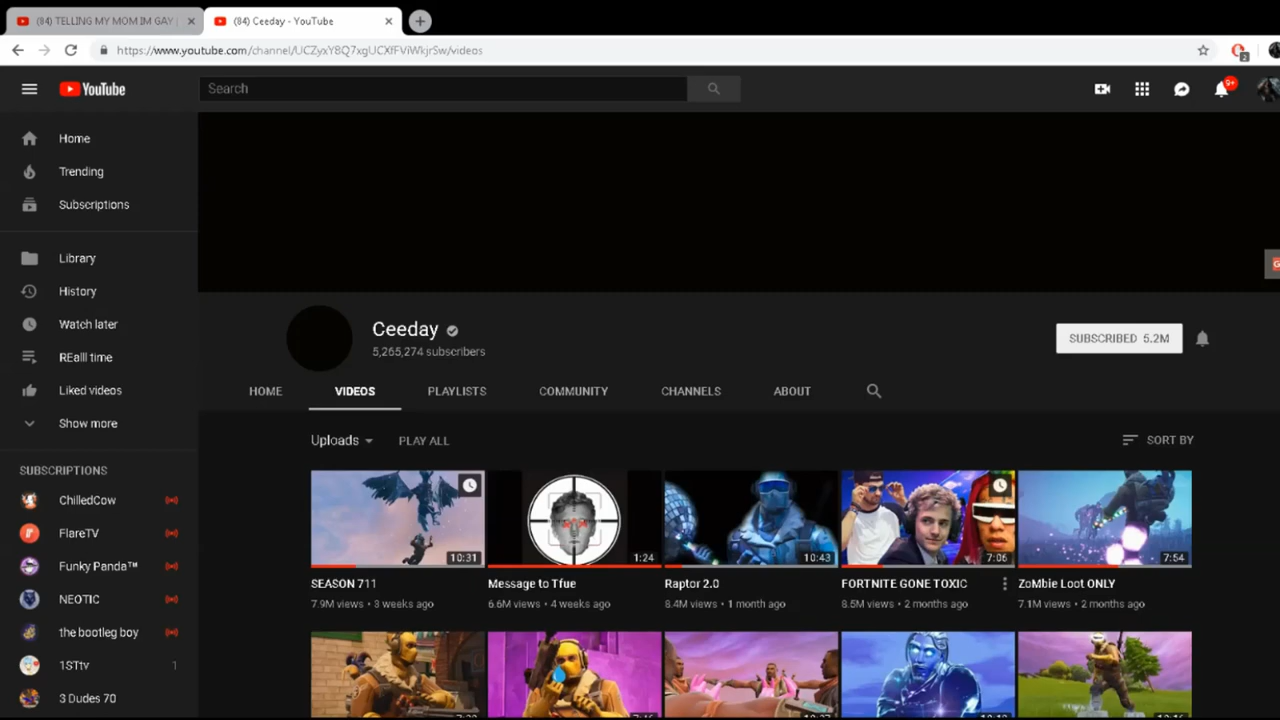 (84) TELLING MY MOM IM GAY |
(84) Ceeday - YouTube
https://www.youtube.com/channel/UCZyxY8Q7xgUCXfFViWkjrSw/videos
2
YouTube
Search
9+
Home
Trending
Subscriptions
Library
History
Watch later
REalll time
Liked videos
Show more
SUBSCRIPTIONS
ChilledCow
FlareTV
Funky Panda™
NEOTIC
the bootleg boy
1STtv 1
3 Dudes 70
Ceeday
5,265,274 subscribers
SUBSCRIBED 5.2M
HOME VIDEOS PLAYLISTS COMMUNITY CHANNELS ABOUT
Uploads PLAY ALL SORT BY
10:31 1:24 10:43 7:06 7:54
SEASON 711 Message to Tfue Raptor 2.0 FORTNITE GONE TOXIC ZoMbie Loot ONLY
7.9M views • 3 weeks ago 6.6M views • 4 weeks ago 8.4M views • 1 month ago 8.5M views • 2 months ago 7.1M views • 2 months ago